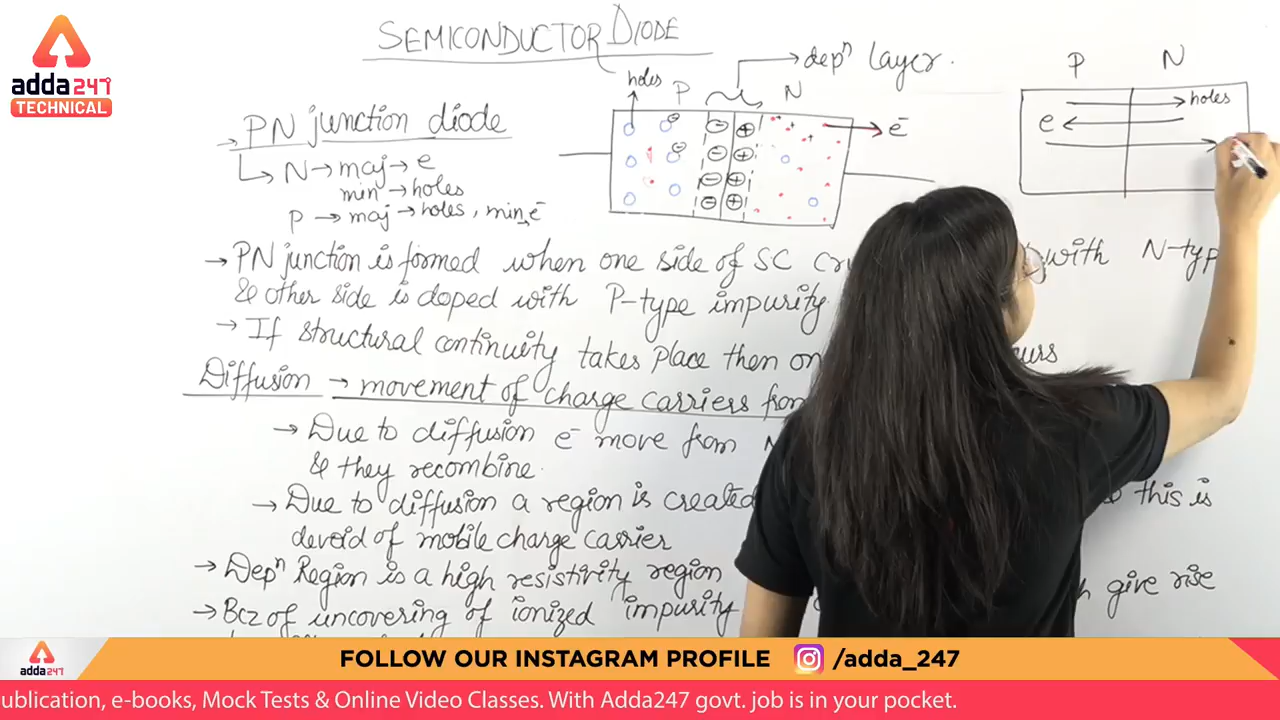 SEMICONDUCTOR DIODE
adda247
TECHNICAL
→ depⁿ layer.
holes
P
N
P N
→ PN junction diode
→ holes
e
→ e⁻
↳ N → maj → e
min → holes
P → maj → holes, min → e⁻
→ PN junction is formed when one side of SC with N-typ
& other side is doped with P-type impurity
→ If structural continuity takes place then
Diffusion → movement of charge carriers
→ Due to diffusion e⁻ move from
& they recombine.
→ Due to diffusion a region is created this is
devoid of mobile charge carrier
→ Depⁿ Region is a high resistivity region
→ Bcz of uncovering of ionized impurity give rise
adda247
FOLLOW OUR INSTAGRAM PROFILE /adda_247
ublication, e-books, Mock Tests & Online Video Classes. With Adda247 govt. job is in your pocket.